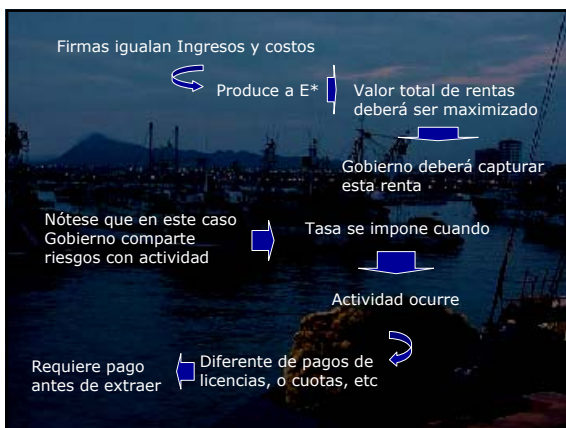 Firmas igualan Ingresos y costos
Produce a E*
Valor total de rentas
deberá ser maximizado
Gobierno deberá capturar
esta renta
Nótese que en este caso
Gobierno comparte
riesgos con actividad
Tasa se impone cuando
Actividad ocurre
Diferente de pagos de
licencias, o cuotas, etc
Requiere pago
antes de extraer